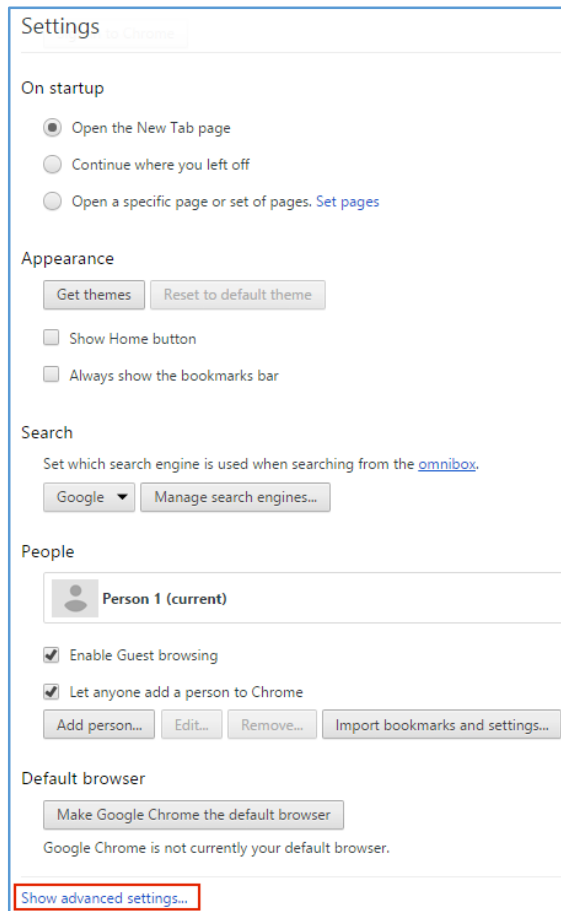 Settings
to Chrome
On startup
Open the New Tab page
Continue where you left off
Open a specific page or set of pages. Set pages
Appearance
Get themes Reset to default theme
Show Home button
Always show the bookmarks bar
Search
Set which search engine is used when searching from the omnibox.
Google Manage search engines...
People
Person 1 (current)
Enable Guest browsing
Let anyone add a person to Chrome
Add person... Edit... Remove... Import bookmarks and settings...
Default browser
Make Google Chrome the default browser
Google Chrome is not currently your default browser.
Show advanced settings...